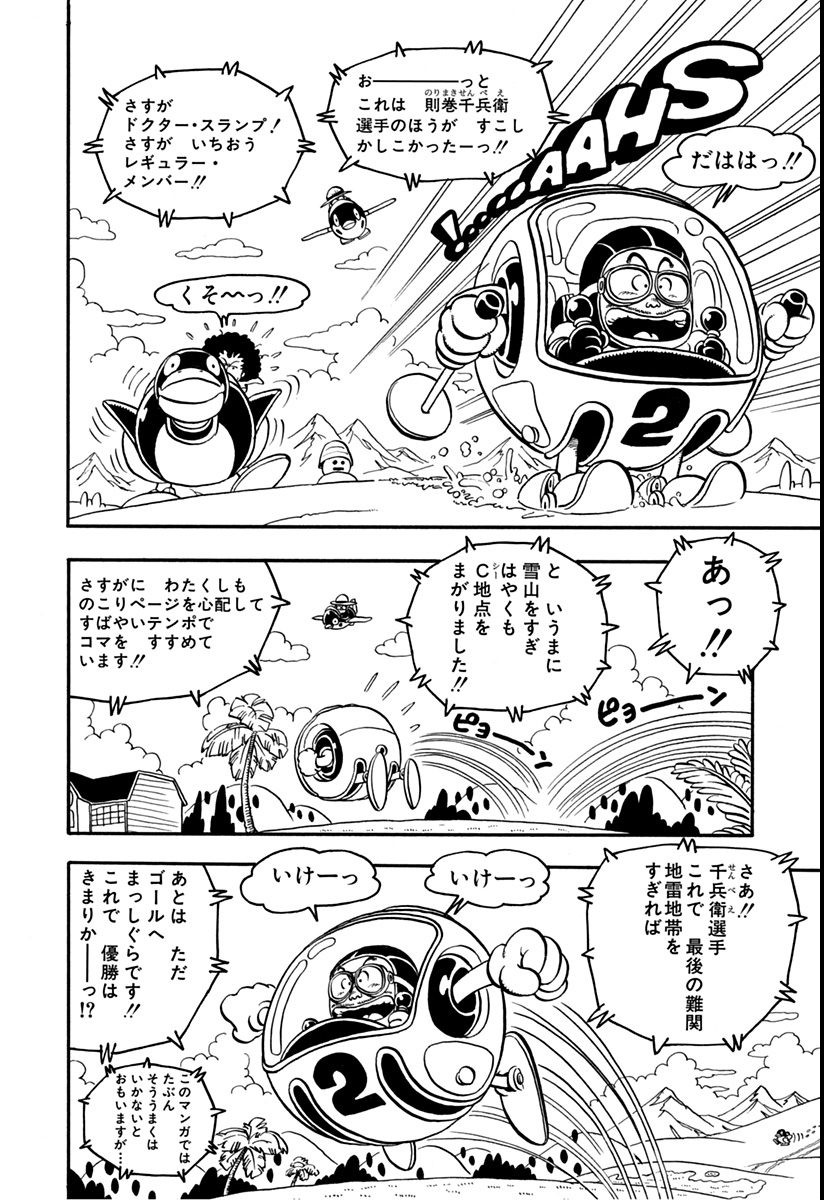 だははっ!!
!.....AAHS
お———っと
これは 則巻千兵衛
のりまきせんべえ
選手のほうが すこし
かしこかったーっ!!
さすが
ドクター・スランプ!
さすが いちおう
レギュラー・
メンバー!!
くそ~~っ!!
2
あっ!!
と いうまに
雪山をすぎ
はやくも
C地点を
シー
まがりました!!
さすがに わたくしも
のこりページを心配して
すばやいテンポで
コマを すすめて
います!!
ピョーーン
ピョーーン
さあ!!
千兵衛選手
せんべえ
これで 最後の難関
地雷地帯を
すぎれば
いけーっ
いけーっ
2
あとは ただ
ゴールへ
まっしぐらです!!
これで 優勝は
きまりか——っ!?
このマンガでは
たぶん
そううまくは
いかないと
おもいますが…